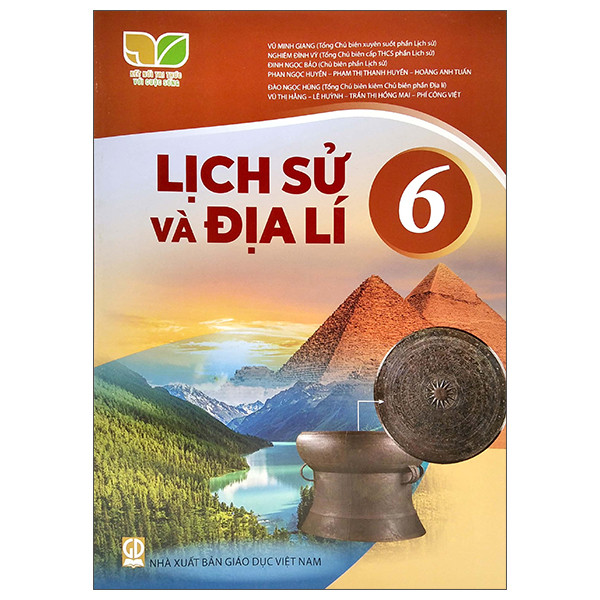 KẾT NỐI TRI THỨC
VỚI CUỘC SỐNG
VŨ MINH GIANG (Tổng Chủ biên xuyên suốt phần Lịch sử)
NGHIÊM ĐÌNH VỲ (Tổng Chủ biên cấp THCS phần Lịch sử)
ĐINH NGỌC BẢO (Chủ biên phần Lịch sử)
PHAN NGỌC HUYỀN – PHẠM THỊ THANH HUYỀN – HOÀNG ANH TUẤN
ĐÀO NGỌC HÙNG (Tổng Chủ biên kiêm Chủ biên phần Địa lí)
VŨ THỊ HẰNG – LÊ HUỲNH – TRẦN THỊ HỒNG MAI – PHÍ CÔNG VIỆT
LỊCH SỬ
VÀ ĐỊA LÍ
6
GD
NHÀ XUẤT BẢN GIÁO DỤC VIỆT NAM